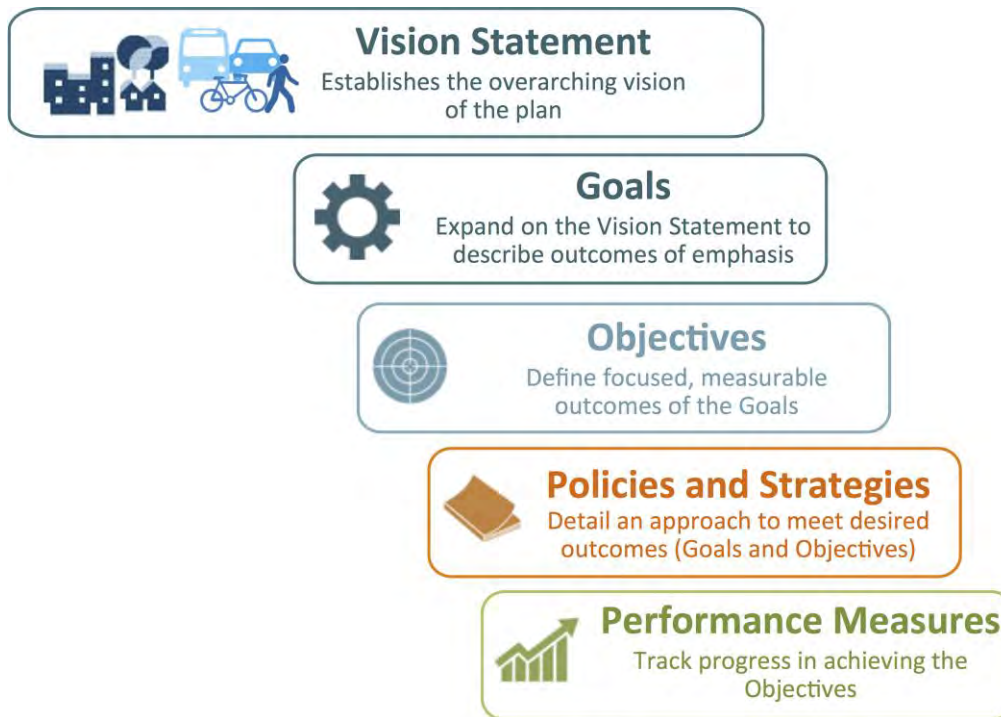 Vision Statement
Establishes the overarching vision
of the plan
Goals
Expand on the Vision Statement to
describe outcomes of emphasis
Objectives
Define focused, measurable
outcomes of the Goals
Policies and Strategies
Detail an approach to meet desired
outcomes (Goals and Objectives)
Performance Measures
Track progress in achieving the
Objectives